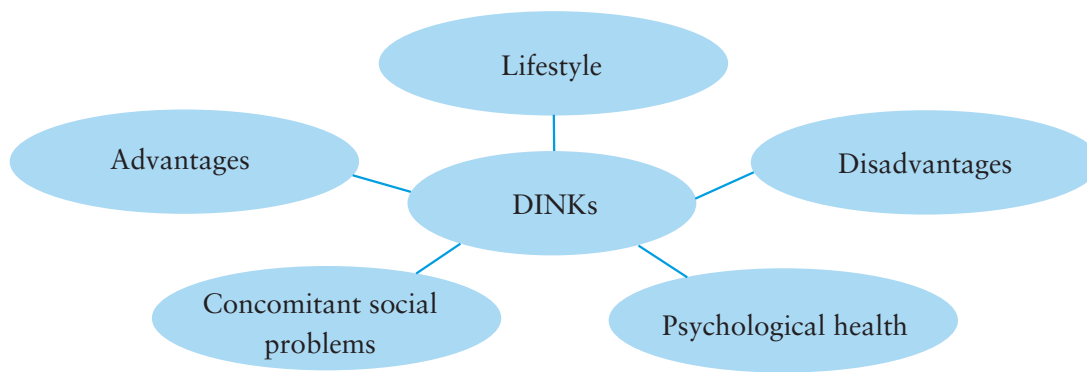 Lifestyle
Advantages
Disadvantages
DINKs
Concomitant social
problems
Psychological health